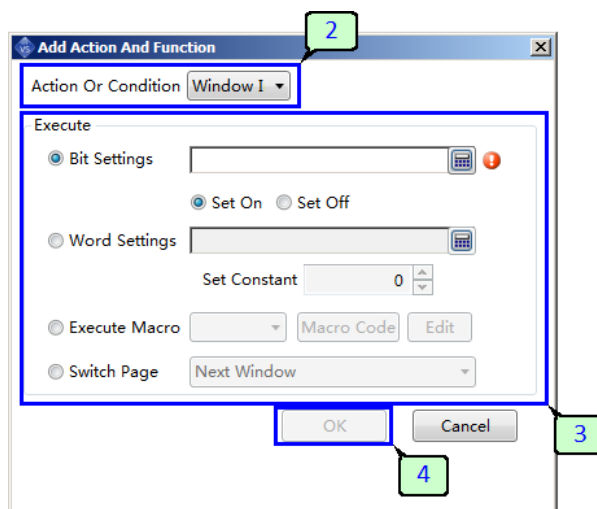 2
Add Action And Function
Action Or Condition Window I
Execute
Bit Settings
Set On Set Off
Word Settings
Set Constant 0
Execute Macro Macro Code Edit
Switch Page Next Window
OK Cancel
3
4